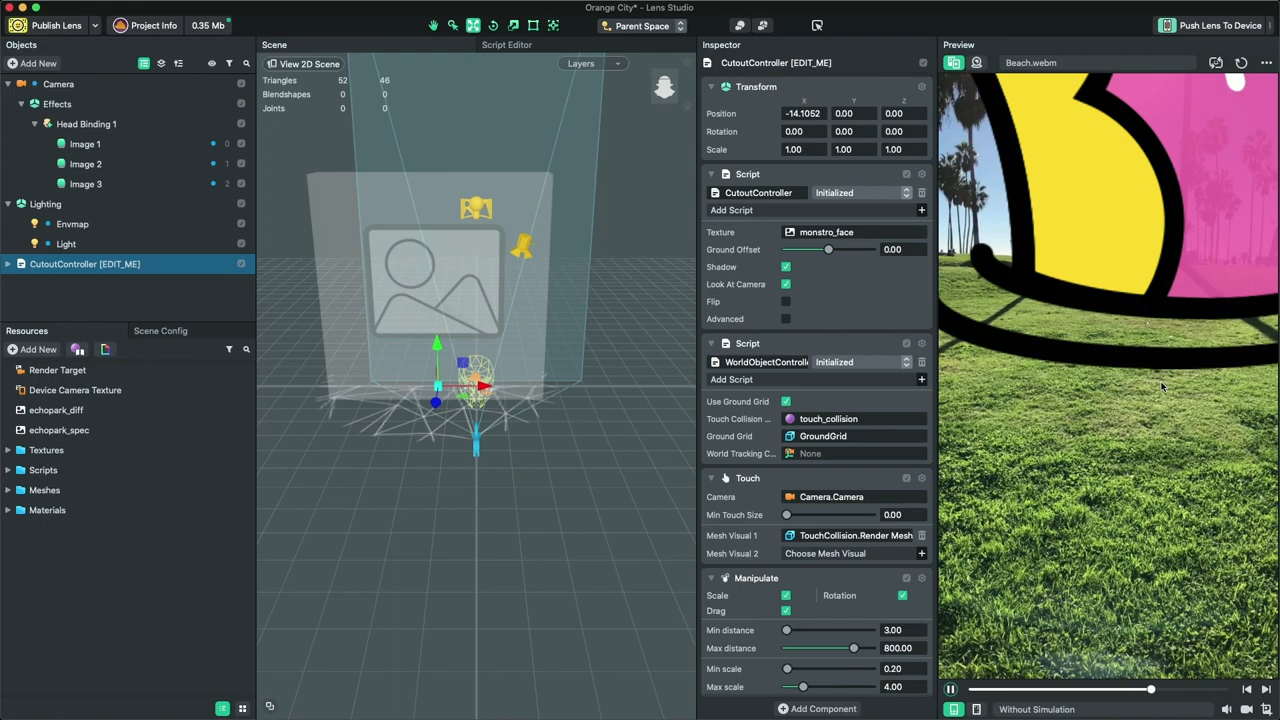 Orange City* - Lens Studio
Publish Lens
Project Info
0.35 Mb
Parent Space
Push Lens To Device
Objects
Add New
Camera
Effects
Head Binding 1
Image 1
0
Image 2
1
Image 3
2
Lighting
Envmap
Light
CutoutController [EDIT_ME]
Resources
Scene Config
Add New
Render Target
Device Camera Texture
echopark_diff
echopark_spec
Textures
Scripts
Meshes
Materials
Scene
Script Editor
View 2D Scene
Layers
Triangles 52 46
Blendshapes 0 0
Joints 0 0
Inspector
CutoutController [EDIT_ME]
Transform
X Y Z
Position -14.1052 0.00 0.00
Rotation 0.00 0.00 0.00
Scale 1.00 1.00 1.00
Script
CutoutController Initialized
Add Script +
Texture monstro_face
Ground Offset 0.00
Shadow
Look At Camera
Flip
Advanced
Script
WorldObjectControlle Initialized
Add Script +
Use Ground Grid
Touch Collision ... touch_collision
Ground Grid GroundGrid
World Tracking C... None
Touch
Camera Camera.Camera
Min Touch Size 0.00
Mesh Visual 1 TouchCollision.Render Mesh
Mesh Visual 2 Choose Mesh Visual +
Manipulate
Scale Rotation
Drag
Min distance 3.00
Max distance 800.00
Min scale 0.20
Max scale 4.00
Add Component
Preview
Beach.webm
Without Simulation